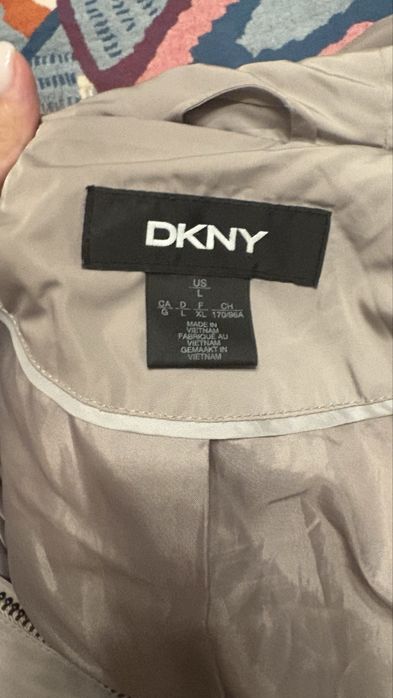 DKNY
US
L
CA D F CH
G L XL 170/96A
MADE IN
VIETNAM
FABRIQUE AU
VIETNAM
GEMAAKT IN
VIETNAM